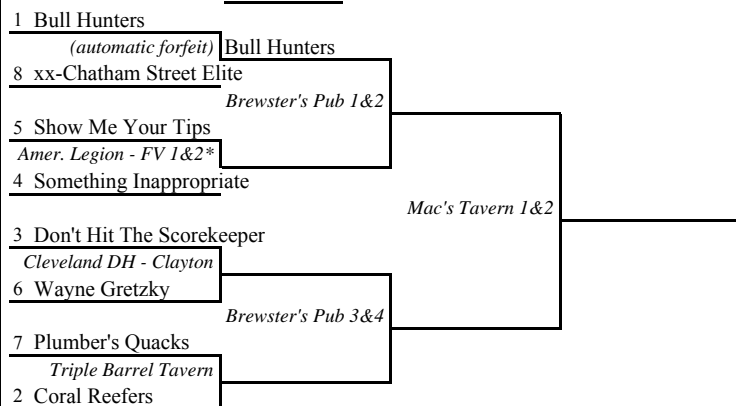 1 Bull Hunters
(automatic forfeit) Bull Hunters
8 xx-Chatham Street Elite
Brewster's Pub 1&2
5 Show Me Your Tips
Amer. Legion - FV 1&2*
4 Something Inappropriate
Mac's Tavern 1&2
3 Don't Hit The Scorekeeper
Cleveland DH - Clayton
6 Wayne Gretzky
Brewster's Pub 3&4
7 Plumber's Quacks
Triple Barrel Tavern
2 Coral Reefers